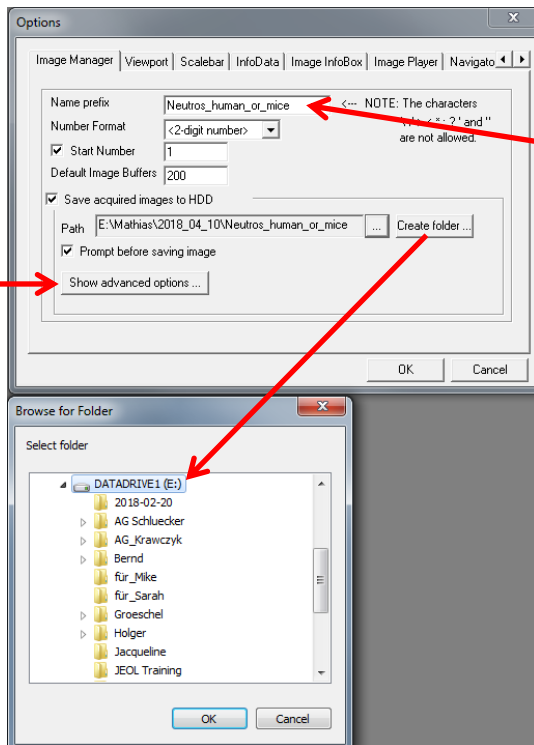 Options
Image Manager Viewport Scalebar InfoData Image InfoBox Image Player Navigato
Name prefix Neutros_human_or_mice <--- NOTE: The characters
< * : ? ' and "
Number Format <2-digit number> are not allowed.
Start Number 1
Default Image Buffers 200
Save acquired images to HDD
Path E:\Mathias\2018_04_10\Neutros_human_or_mice ... Create folder ...
Prompt before saving image
Show advanced options ...
OK Cancel
Browse for Folder
Select folder
DATADRIVE1 (E:)
2018-02-20
AG Schluecker
AG_Krawczyk
Bernd
für_Mike
für_Sarah
Groeschel
Holger
Jacqueline
JEOL Training
OK Cancel